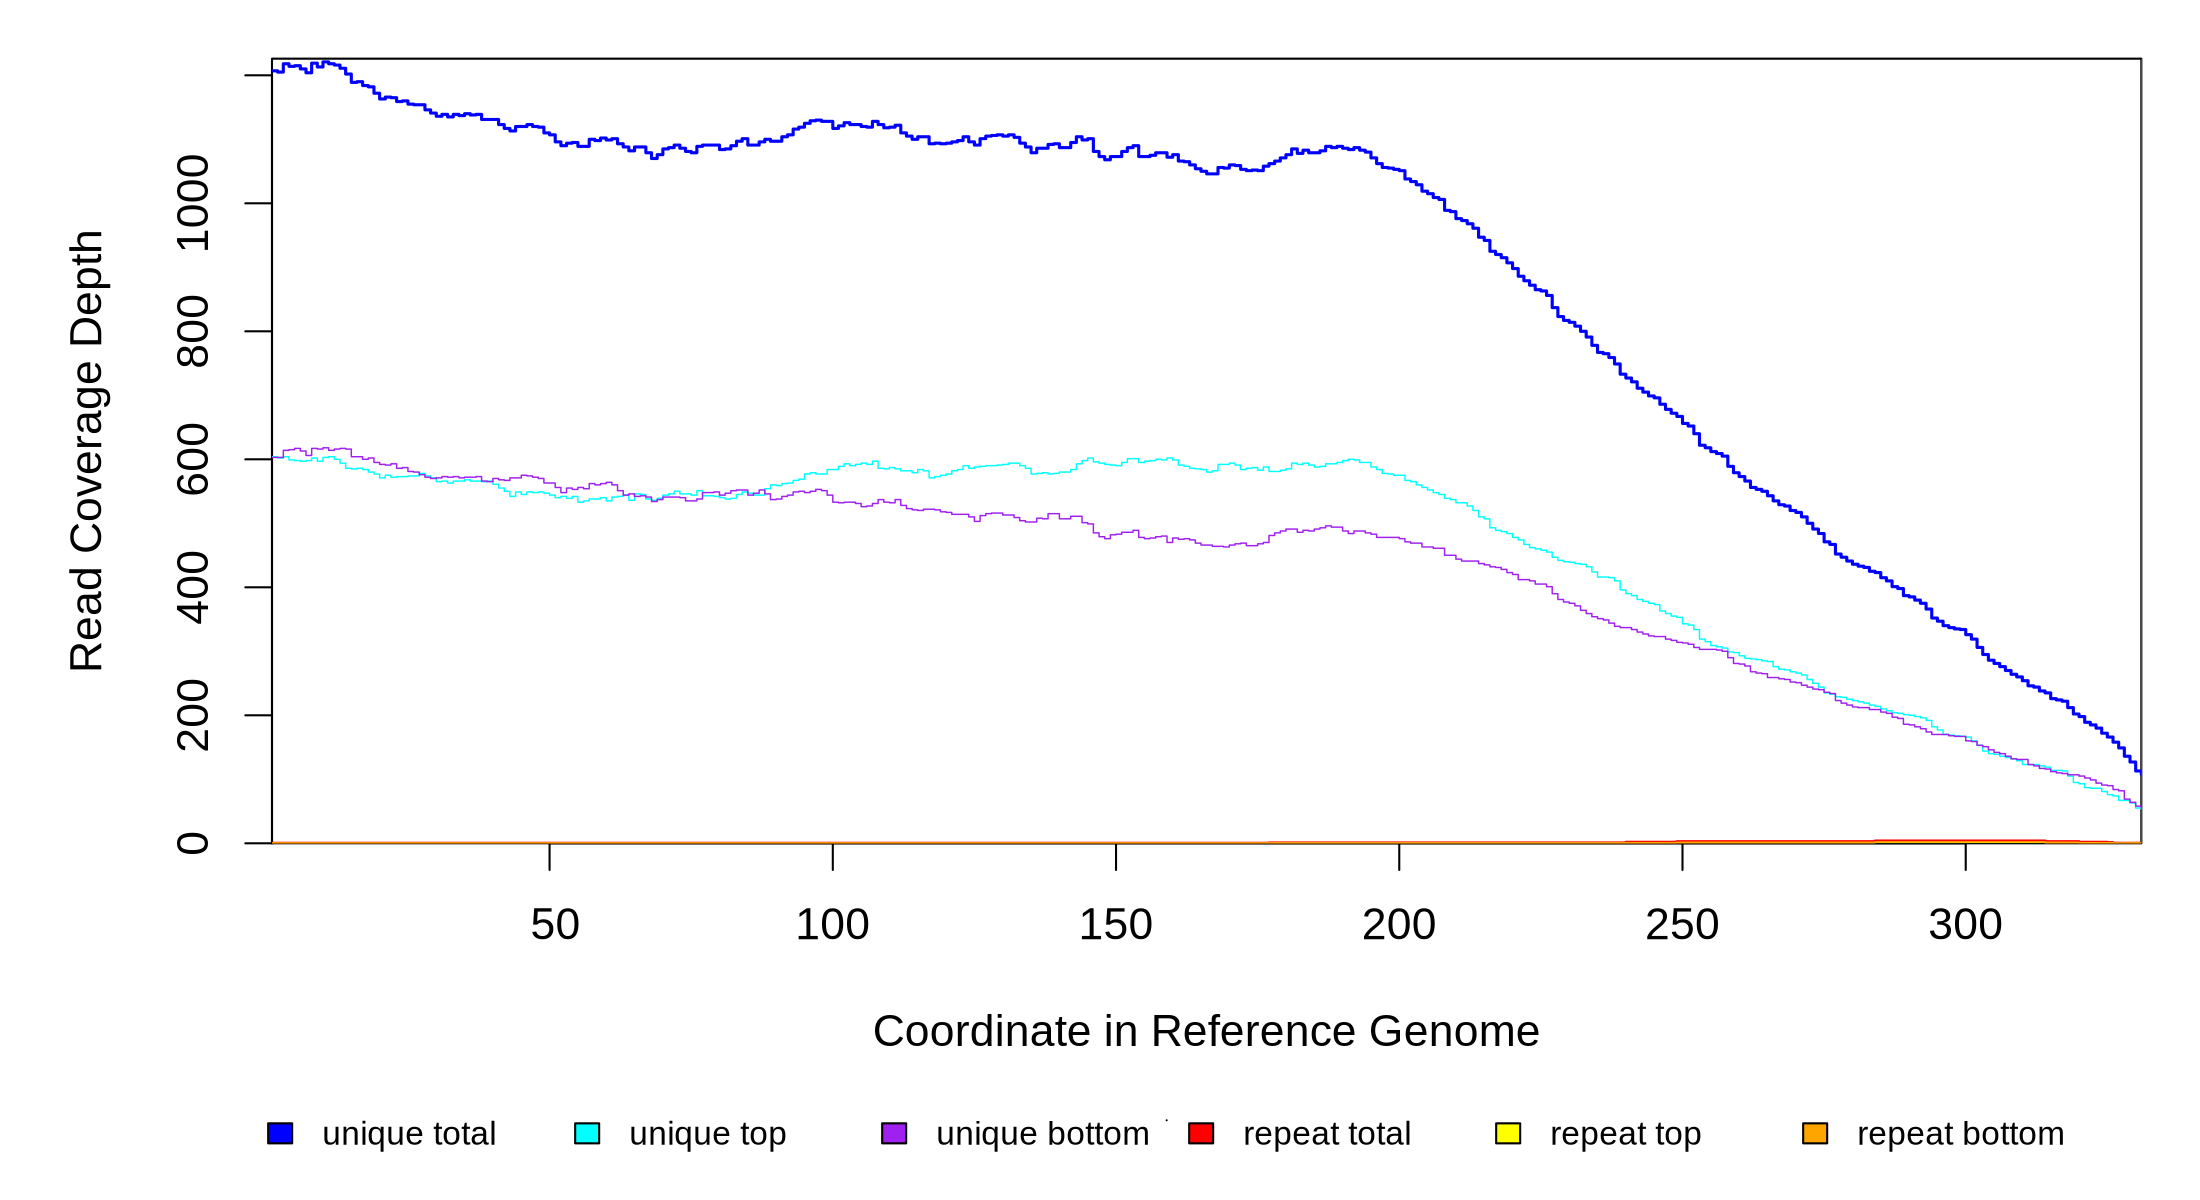 Read Coverage Depth
1000
800
600
400
200
0
50 100 150 200 250 300
Coordinate in Reference Genome
unique total unique top unique bottom repeat total repeat top repeat bottom